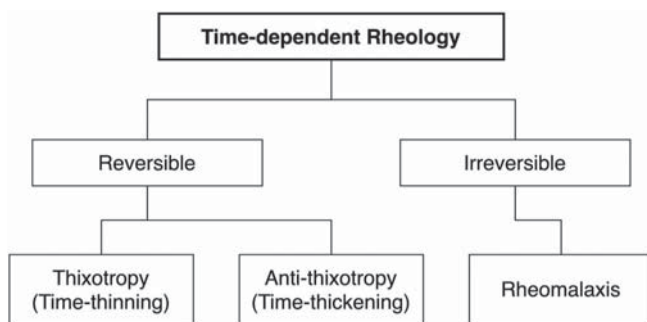 Time-dependent Rheology
Reversible
Irreversible
Thixotropy
(Time-thinning)
Anti-thixotropy
(Time-thickening)
Rheomalaxis